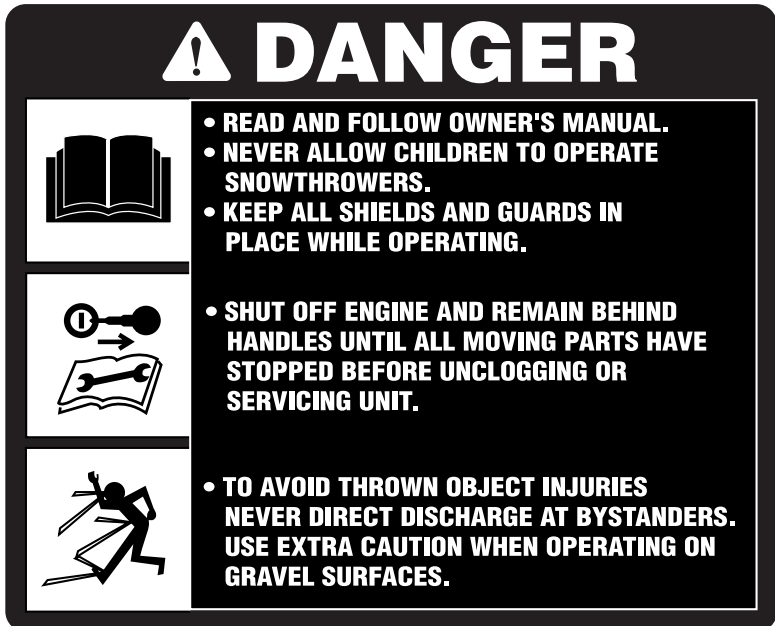 DANGER
• READ AND FOLLOW OWNER'S MANUAL.
• NEVER ALLOW CHILDREN TO OPERATE
SNOWTHROWERS.
• KEEP ALL SHIELDS AND GUARDS IN
PLACE WHILE OPERATING.
• SHUT OFF ENGINE AND REMAIN BEHIND
HANDLES UNTIL ALL MOVING PARTS HAVE
STOPPED BEFORE UNCLOGGING OR
SERVICING UNIT.
• TO AVOID THROWN OBJECT INJURIES
NEVER DIRECT DISCHARGE AT BYSTANDERS.
USE EXTRA CAUTION WHEN OPERATING ON
GRAVEL SURFACES.